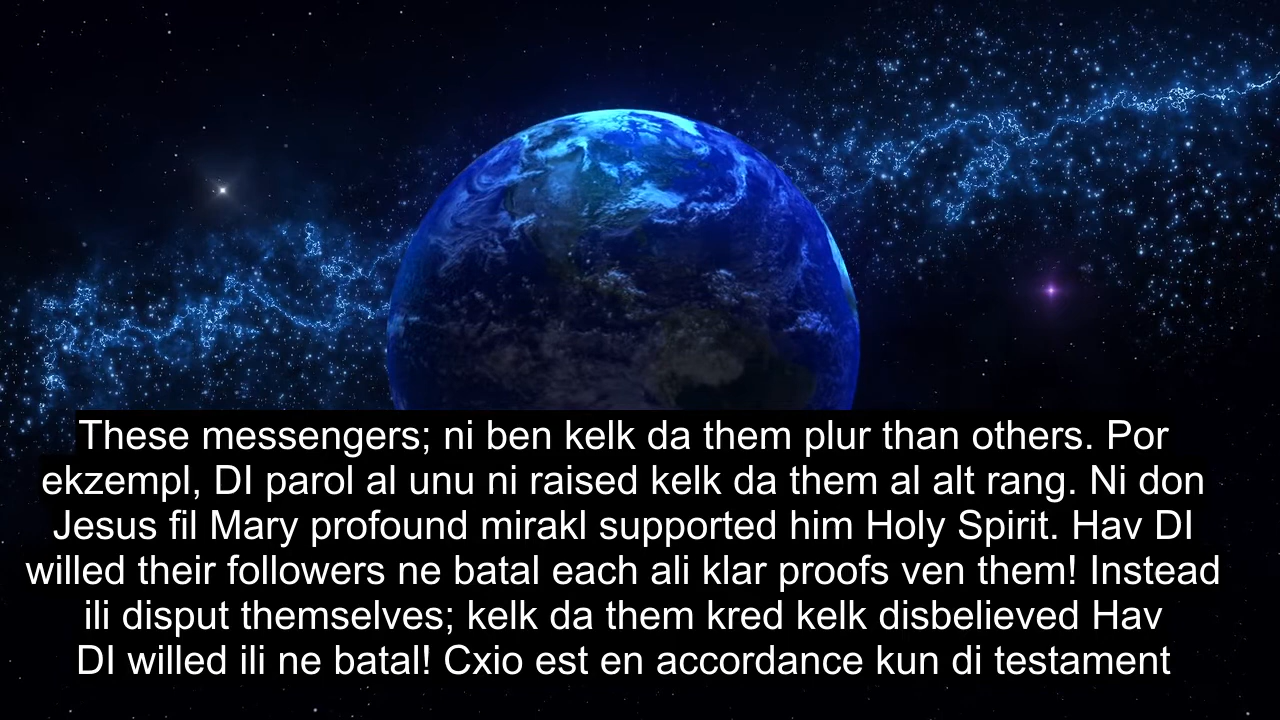 These messengers; ni ben kelk da them plur than others. Por
ekzempl, DI parol al unu ni raised kelk da them al alt rang. Ni don
Jesus fil Mary profound mirakl supported him Holy Spirit. Hav DI
willed their followers ne batal each ali klar proofs ven them! Instead
ili disput themselves; kelk da them kred kelk disbelieved Hav
DI willed ili ne batal! Cxio est en accordance kun di testament